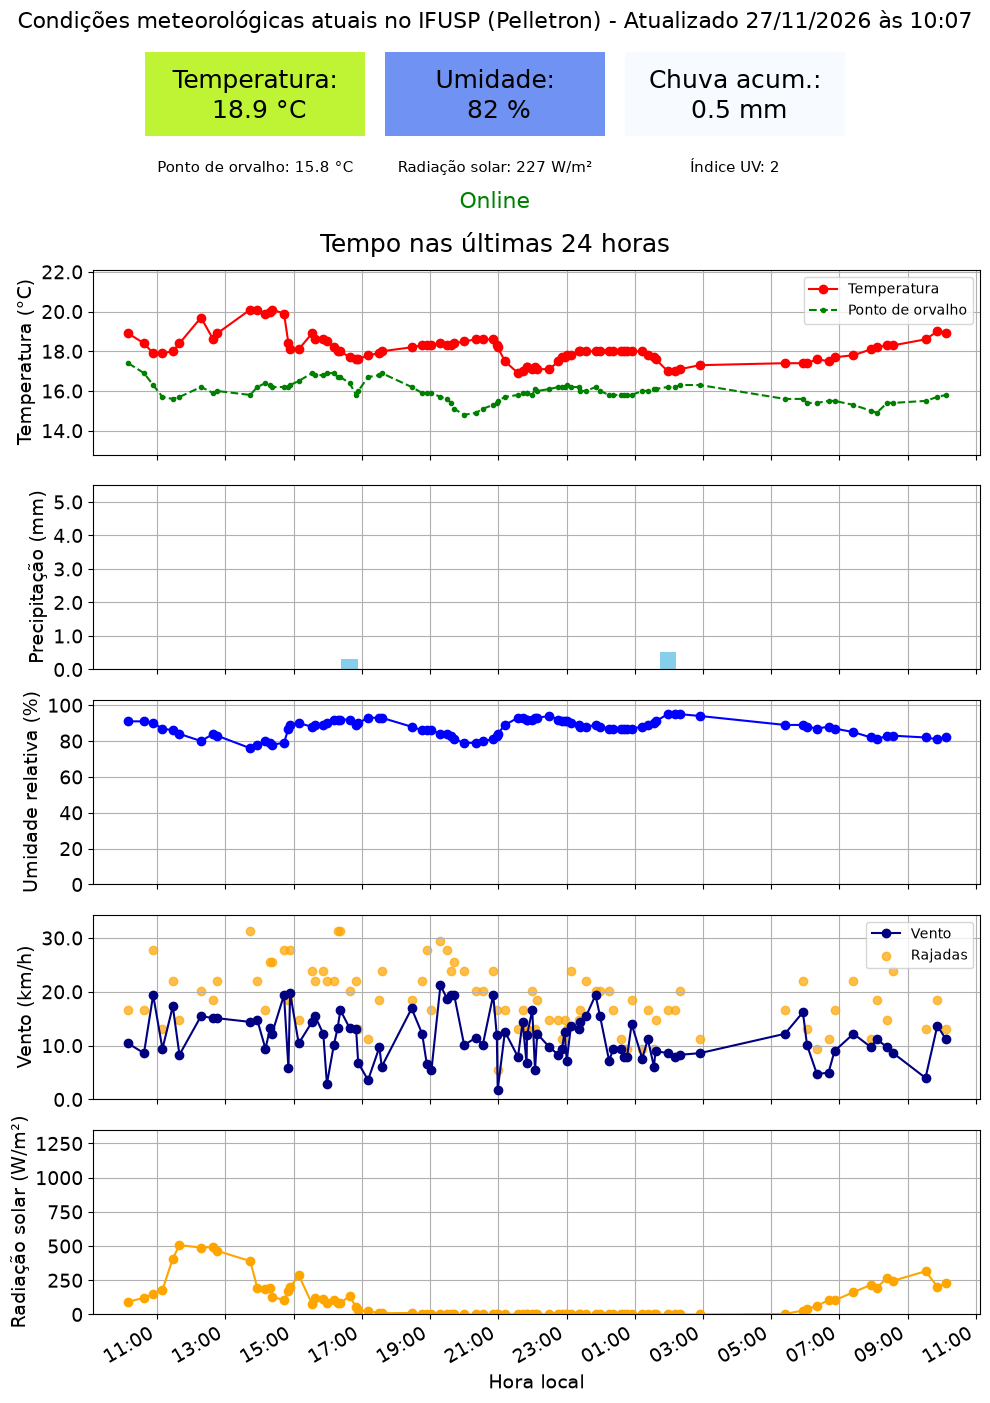 Condições meteorológicas atuais no IFUSP (Pelletron) - Atualizado 27/11/2026 às 10:07
Temperatura:
18.9 °C
Umidade:
82 %
Chuva acum.:
0.5 mm
Ponto de orvalho: 15.8 °C
Radiação solar: 227 W/m²
Índice UV: 2
Online
Tempo nas últimas 24 horas
Temperatura (°C)
22.0
20.0
18.0
16.0
14.0
Temperatura
Ponto de orvalho
Precipitação (mm)
5.0
4.0
3.0
2.0
1.0
0.0
Umidade relativa (%)
100
80
60
40
20
0
Vento (km/h)
30.0
20.0
10.0
0.0
Vento
Rajadas
Radiação solar (W/m²)
1250
1000
750
500
250
0
11:00
13:00
15:00
17:00
19:00
21:00
23:00
01:00
03:00
05:00
07:00
09:00
11:00
Hora local